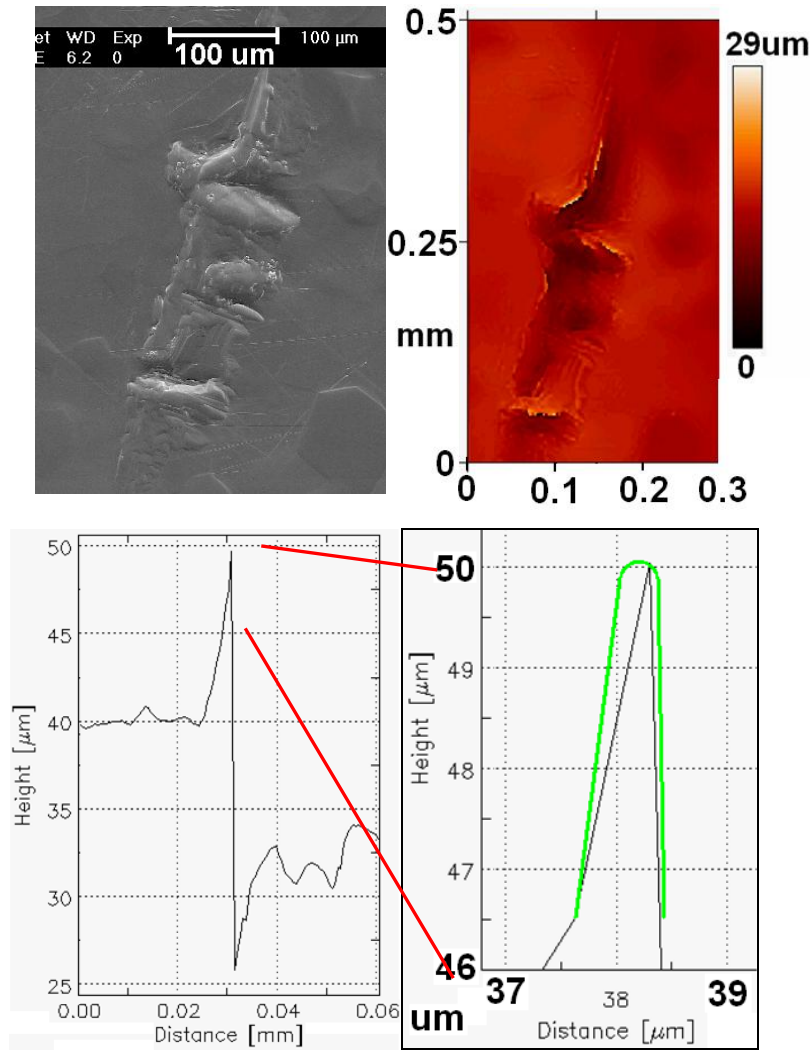 et WD Exp 100 µm
E 6.2 0 100 um
0.5
29um
0.25
mm
0
0
0 0.1 0.2 0.3
50
45
40
35
30
25
Height [µm]
0.00 0.02 0.04 0.06
Distance [mm]
50
49
48
47
46
Height [µm]
37 38 39
um
Distance [µm]